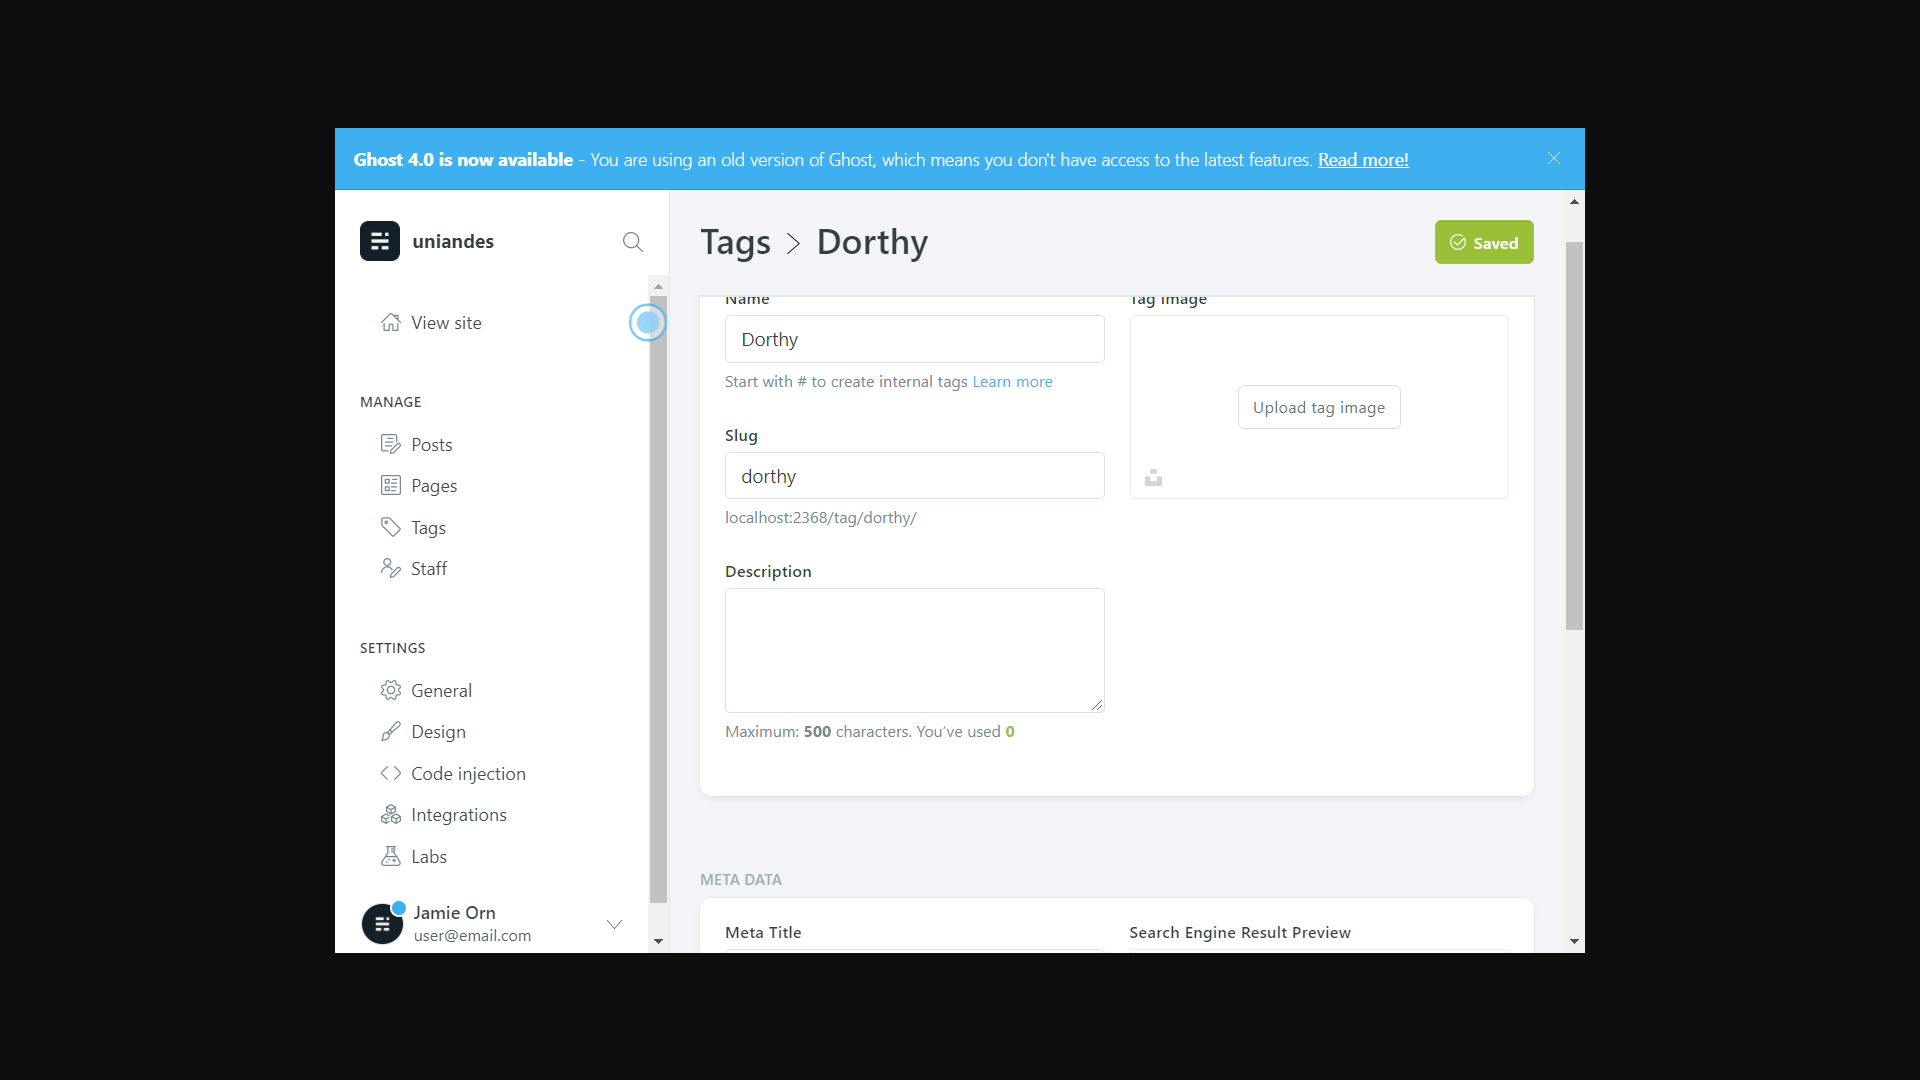 Ghost 4.0 is now available - You are using an old version of Ghost, which means you don't have access to the latest features. Read more!
uniandes
View site
MANAGE
Posts
Pages
Tags
Staff
SETTINGS
General
Design
Code injection
Integrations
Labs
Jamie Orn
user@email.com
Tags > Dorthy
Saved
Name
Dorthy
Start with # to create internal tags Learn more
Slug
dorthy
localhost:2368/tag/dorthy/
Description
Maximum: 500 characters. You’ve used 0
Tag image
Upload tag image
META DATA
Meta Title
Search Engine Result Preview